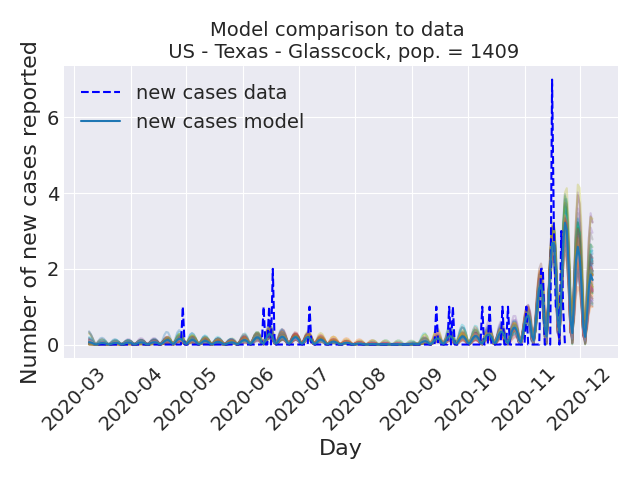 Model comparison to data
US - Texas - Glasscock, pop. = 1409
Number of new cases reported
6
4
2
0
new cases data
new cases model
2020-03
2020-04
2020-05
2020-06
2020-07
2020-08
2020-09
2020-10
2020-11
2020-12
Day